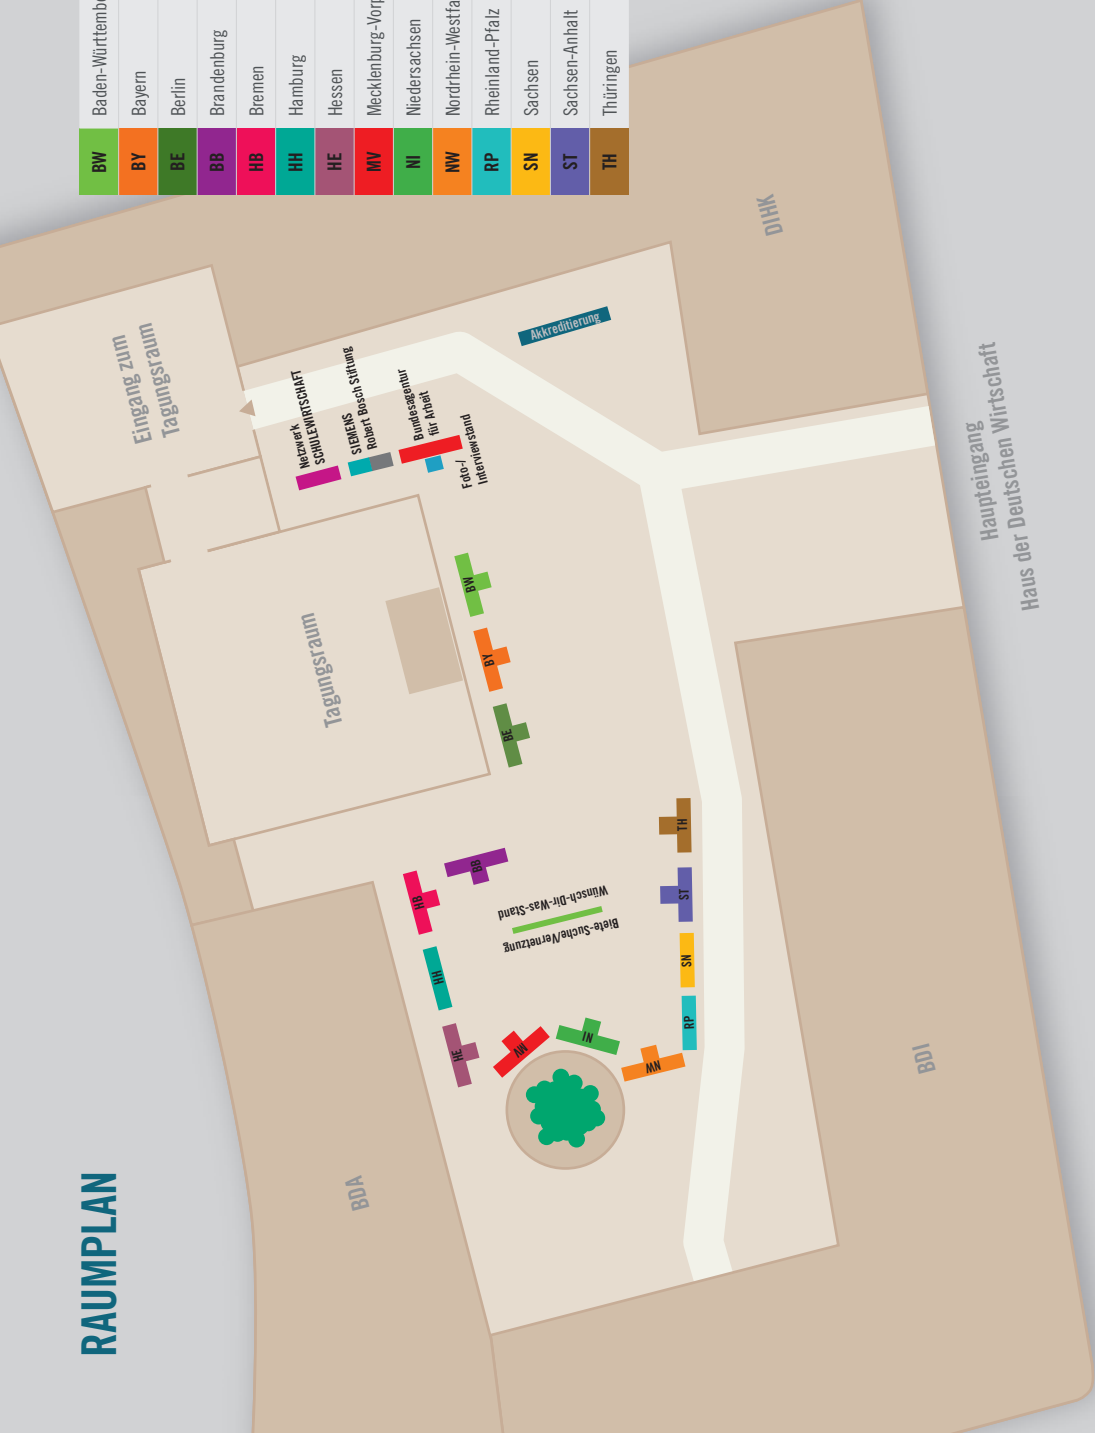 RAUMPLAN
BW Baden-Württembe
BY Bayern
BE Berlin
BB Brandenburg
HB Bremen
HH Hamburg
HE Hessen
MV Mecklenburg-Vorp
NI Niedersachsen
NW Nordrhein-Westfa
RP Rheinland-Pfalz
SN Sachsen
ST Sachsen-Anhalt
TH Thüringen
Eingang zum
Tagungsraum
Netzwerk
SCHULEWIRTSCHAFT
SIEMENS
Robert Bosch Stiftung
Bundesagentur
für Arbeit
Foto-/
Interviewstand
Akkreditierung
DIHK
Haupteingang
Haus der Deutschen Wirtschaft
Tagungsraum
BW
BY
BE
BB
HB
HH
HE
MV
NI
NW
RP
SN
ST
TH
Wünsch-Dir-Was-Stand
Biete-Suche/Vernetzung
BDA
BDI